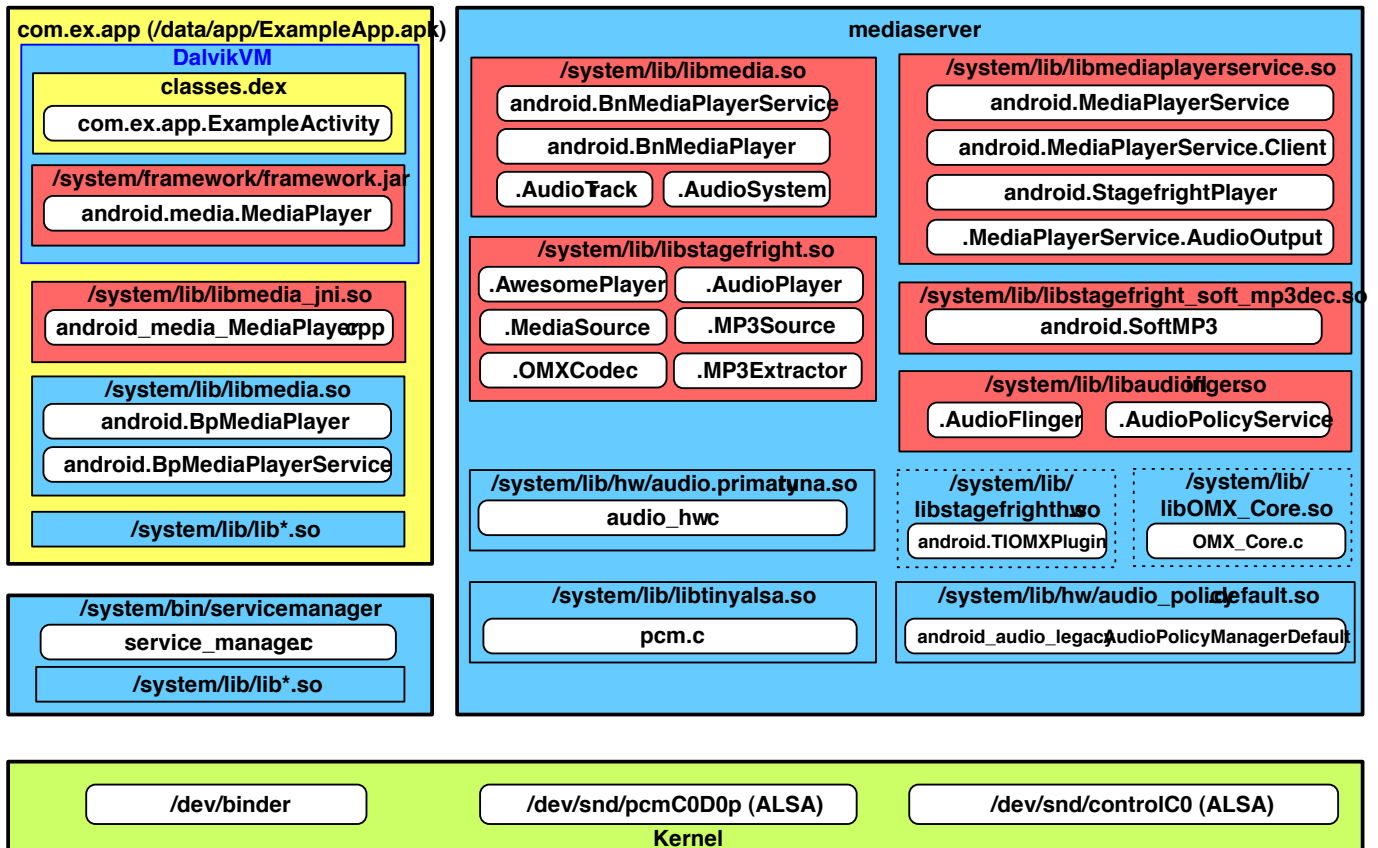 com.ex.app (/data/app/ExampleApp.apk)
DalvikVM
classes.dex
com.ex.app.ExampleActivity
/system/framework/framework.jar
android.media.MediaPlayer
/system/lib/libmedia_jni.so
android_media_MediaPlayer.cpp
/system/lib/libmedia.so
android.BpMediaPlayer
android.BpMediaPlayerService
/system/lib/lib*.so
/system/bin/servicemanager
service_manager.c
/system/lib/lib*.so
mediaserver
/system/lib/libmedia.so
android.BnMediaPlayerService
android.BnMediaPlayer
.AudioTrack
.AudioSystem
/system/lib/libstagefright.so
.AwesomePlayer
.AudioPlayer
.MediaSource
.MP3Source
.OMXCodec
.MP3Extractor
/system/lib/hw/audio.primary.tuna.so
audio_hw.c
/system/lib/libtinyalsa.so
pcm.c
/system/lib/libmediaplayerservice.so
android.MediaPlayerService
android.MediaPlayerService.Client
android.StagefrightPlayer
.MediaPlayerService.AudioOutput
/system/lib/libstagefright_soft_mp3dec.so
android.SoftMP3
/system/lib/libaudioflinger.so
.AudioFlinger
.AudioPolicyService
/system/lib/
libstagefrighthw.so
android.TIOMXPlugin
/system/lib/
libOMX_Core.so
OMX_Core.c
/system/lib/hw/audio_policy.default.so
android_audio_legacy.AudioPolicyManagerDefault
/dev/binder
/dev/snd/pcmC0D0p (ALSA)
/dev/snd/controlC0 (ALSA)
Kernel